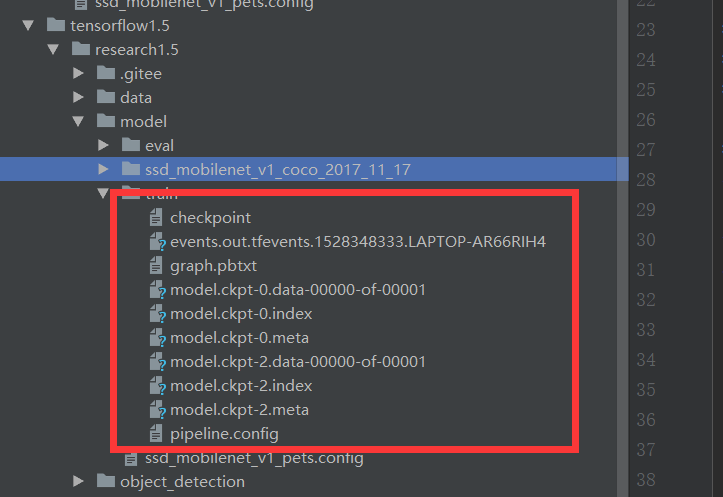 ssd_mobilenet_v1_pets.config
tensorflow1.5
research1.5
.gitee
data
model
eval
ssd_mobilenet_v1_coco_2017_11_17
train
checkpoint
events.out.tfevents.1528348333.LAPTOP-AR66RIH4
graph.pbtxt
model.ckpt-0.data-00000-of-00001
model.ckpt-0.index
model.ckpt-0.meta
model.ckpt-2.data-00000-of-00001
model.ckpt-2.index
model.ckpt-2.meta
pipeline.config
ssd_mobilenet_v1_pets.config
object_detection
22
23
24
25
26
27
28
29
30
31
32
33
34
35
36
37
38